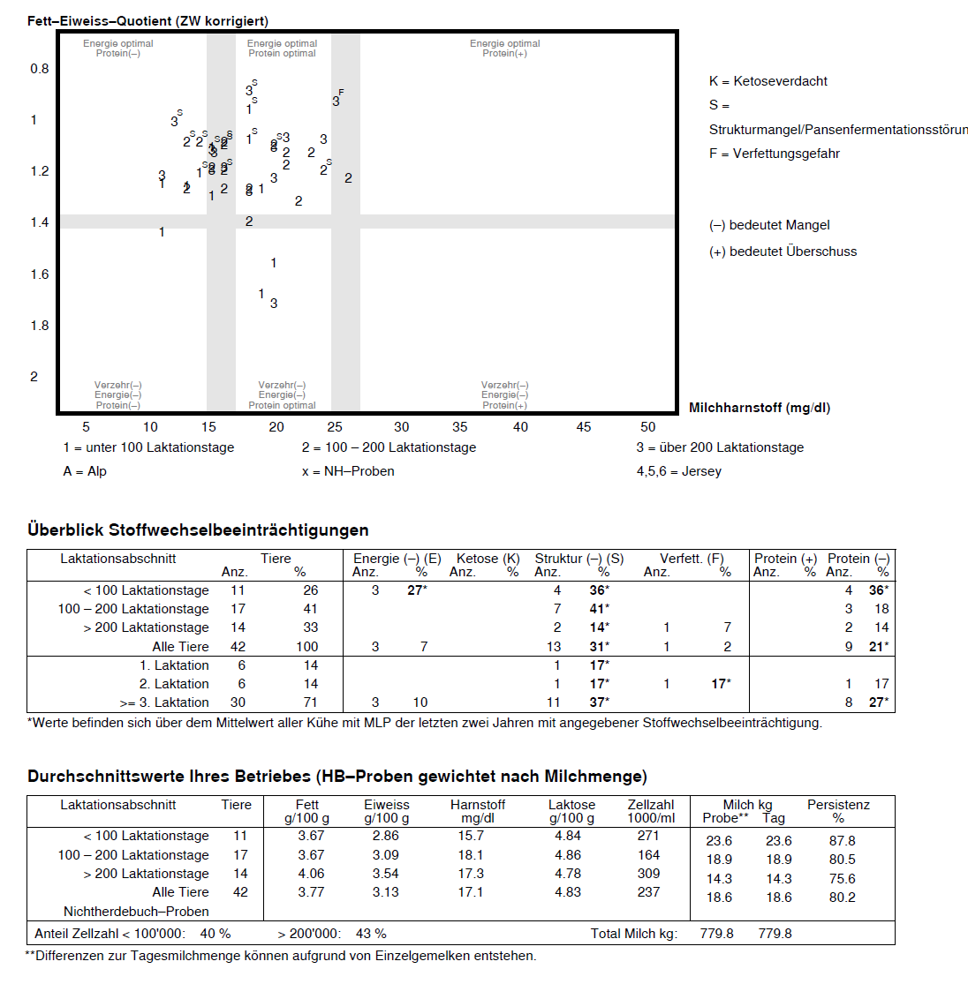 Fett–Eiweiss–Quotient (ZW korrigiert)
Energie optimal Energie optimal Energie optimal
Protein(–) Protein optimal Protein(+)
0.8
1
1.2
1.4
1.6
1.8
2
K = Ketoseverdacht
S =
Strukturmangel/Pansenfermentationsstörun
F = Verfettungsgefahr
(–) bedeutet Mangel
(+) bedeutet Überschuss
Verzehr(–) Verzehr(–) Verzehr(–)
Energie(–) Energie(–) Energie(–)
Protein(–) Protein optimal Protein(+)
Milchharnstoff (mg/dl)
5 10 15 20 25 30 35 40 45 50
1 = unter 100 Laktationstage 2 = 100 – 200 Laktationstage 3 = über 200 Laktationstage
A = Alp x = NH–Proben 4,5,6 = Jersey
Überblick Stoffwechselbeeinträchtigungen
Laktationsabschnitt Tiere Energie (–) (E) Ketose (K) Struktur (–) (S) Verfett. (F) Protein (+) Protein (–)
Anz. % Anz. % Anz. % Anz. % Anz. % Anz. % Anz. %
< 100 Laktationstage 11 26 3 27* 4 36* 4 36*
100 – 200 Laktationstage 17 41 7 41* 3 18
> 200 Laktationstage 14 33 2 14* 1 7 2 14
Alle Tiere 42 100 3 7 13 31* 1 2 9 21*
1. Laktation 6 14 1 17*
2. Laktation 6 14 1 17* 1 17* 1 17
>= 3. Laktation 30 71 3 10 11 37* 8 27*
*Werte befinden sich über dem Mittelwert aller Kühe mit MLP der letzten zwei Jahren mit angegebener Stoffwechselbeeinträchtigung.
Durchschnittswerte Ihres Betriebes (HB–Proben gewichtet nach Milchmenge)
Laktationsabschnitt Tiere Fett Eiweiss Harnstoff Laktose Zellzahl Milch kg Persistenz
g/100 g g/100 g mg/dl g/100 g 1000/ml Probe** Tag %
< 100 Laktationstage 11 3.67 2.86 15.7 4.84 271 23.6 23.6 87.8
100 – 200 Laktationstage 17 3.67 3.09 18.1 4.86 164 18.9 18.9 80.5
> 200 Laktationstage 14 4.06 3.54 17.3 4.78 309 14.3 14.3 75.6
Alle Tiere 42 3.77 3.13 17.1 4.83 237 18.6 18.6 80.2
Nichtherdebuch–Proben
Anteil Zellzahl < 100'000: 40 % > 200'000: 43 % Total Milch kg: 779.8 779.8
**Differenzen zur Tagesmilchmenge können aufgrund von Einzelgemelken entstehen.